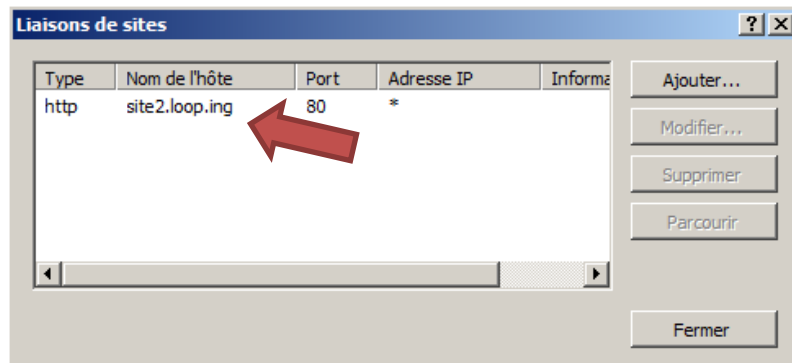 Liaisons de sites
Type Nom de l'hôte Port Adresse IP Informa
http site2.loop.ing 80 *
Ajouter...
Modifier...
Supprimer
Parcourir
Fermer